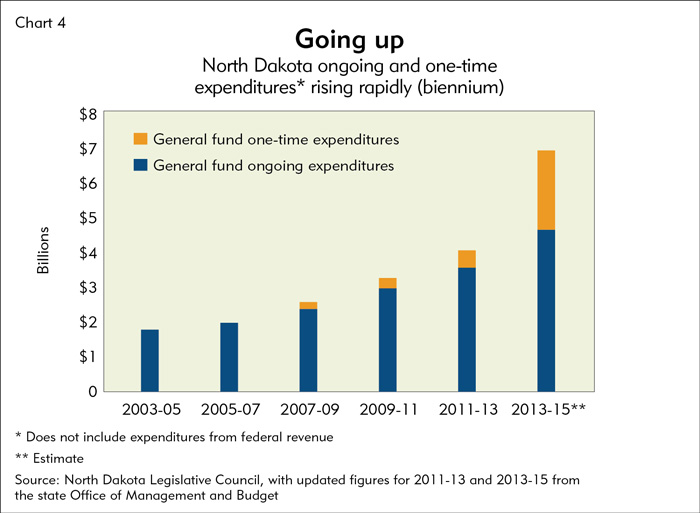 Chart 4
Going up
North Dakota ongoing and one-time
expenditures* rising rapidly (biennium)
$8
$7
$6
$5
$4
$3
$2
$1
0
Billions
General fund one-time expenditures
General fund ongoing expenditures
2003-05 2005-07 2007-09 2009-11 2011-13 2013-15**
* Does not include expenditures from federal revenue
** Estimate
Source: North Dakota Legislative Council, with updated figures for 2011-13 and 2013-15 from
the state Office of Management and Budget